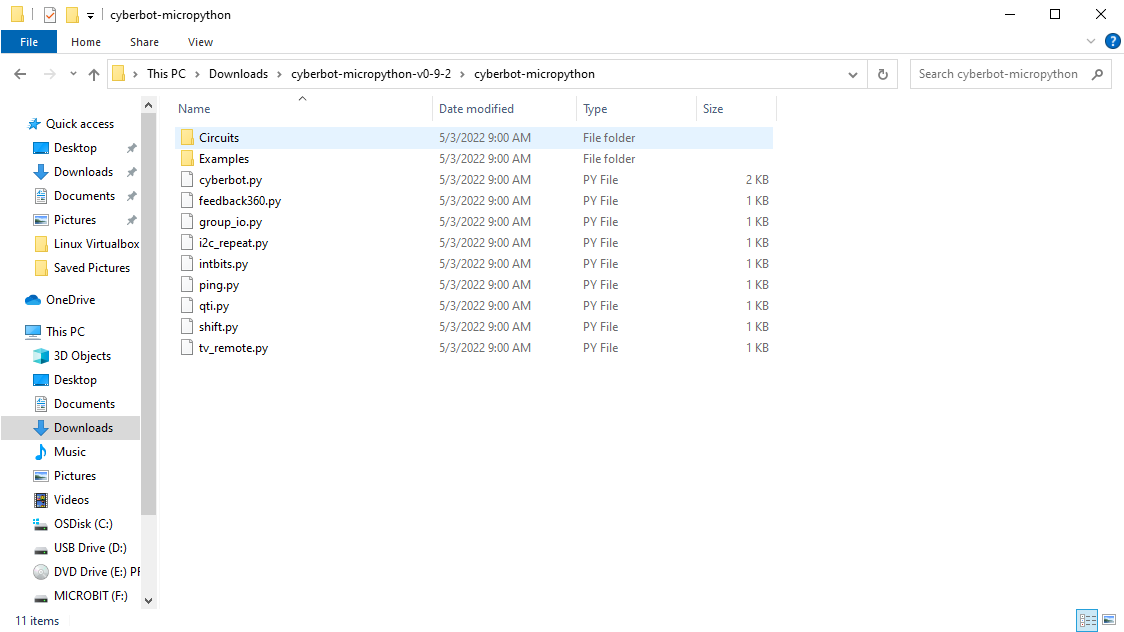 cyberbot-micropython
File Home Share View
This PC Downloads cyberbot-micropython-v0-9-2 cyberbot-micropython
Search cyberbot-micropython
Name Date modified Type Size
Circuits 5/3/2022 9:00 AM File folder
Examples 5/3/2022 9:00 AM File folder
cyberbot.py 5/3/2022 9:00 AM PY File 2 KB
feedback360.py 5/3/2022 9:00 AM PY File 1 KB
group_io.py 5/3/2022 9:00 AM PY File 1 KB
i2c_repeat.py 5/3/2022 9:00 AM PY File 1 KB
intbits.py 5/3/2022 9:00 AM PY File 1 KB
ping.py 5/3/2022 9:00 AM PY File 1 KB
qti.py 5/3/2022 9:00 AM PY File 1 KB
shift.py 5/3/2022 9:00 AM PY File 1 KB
tv_remote.py 5/3/2022 9:00 AM PY File 1 KB
Quick access
Desktop
Downloads
Documents
Pictures
Linux Virtualbox
Saved Pictures
OneDrive
This PC
3D Objects
Desktop
Documents
Downloads
Music
Pictures
Videos
OSDisk (C:)
USB Drive (D:)
DVD Drive (E:) PF
MICROBIT (F:)
11 items